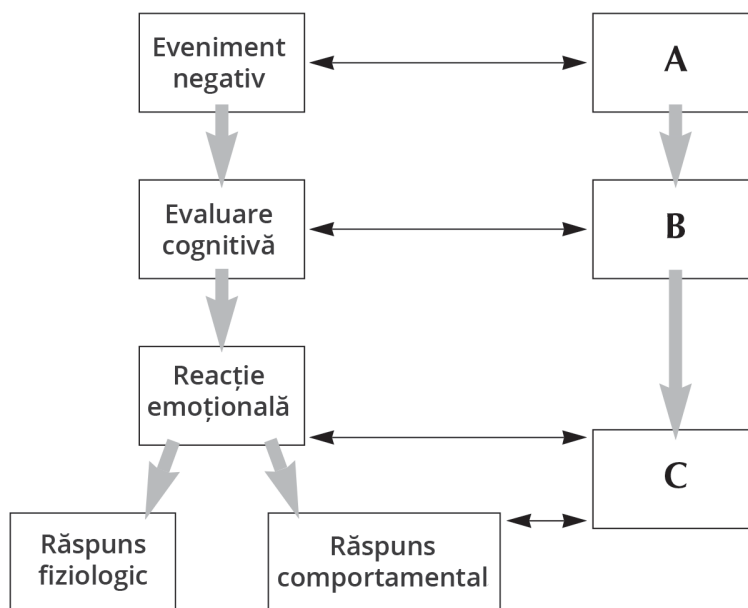 Eveniment
negativ
A
Evaluare
cognitivă
B
Reacție
emoțională
C
Răspuns
fiziologic
Răspuns
comportamental